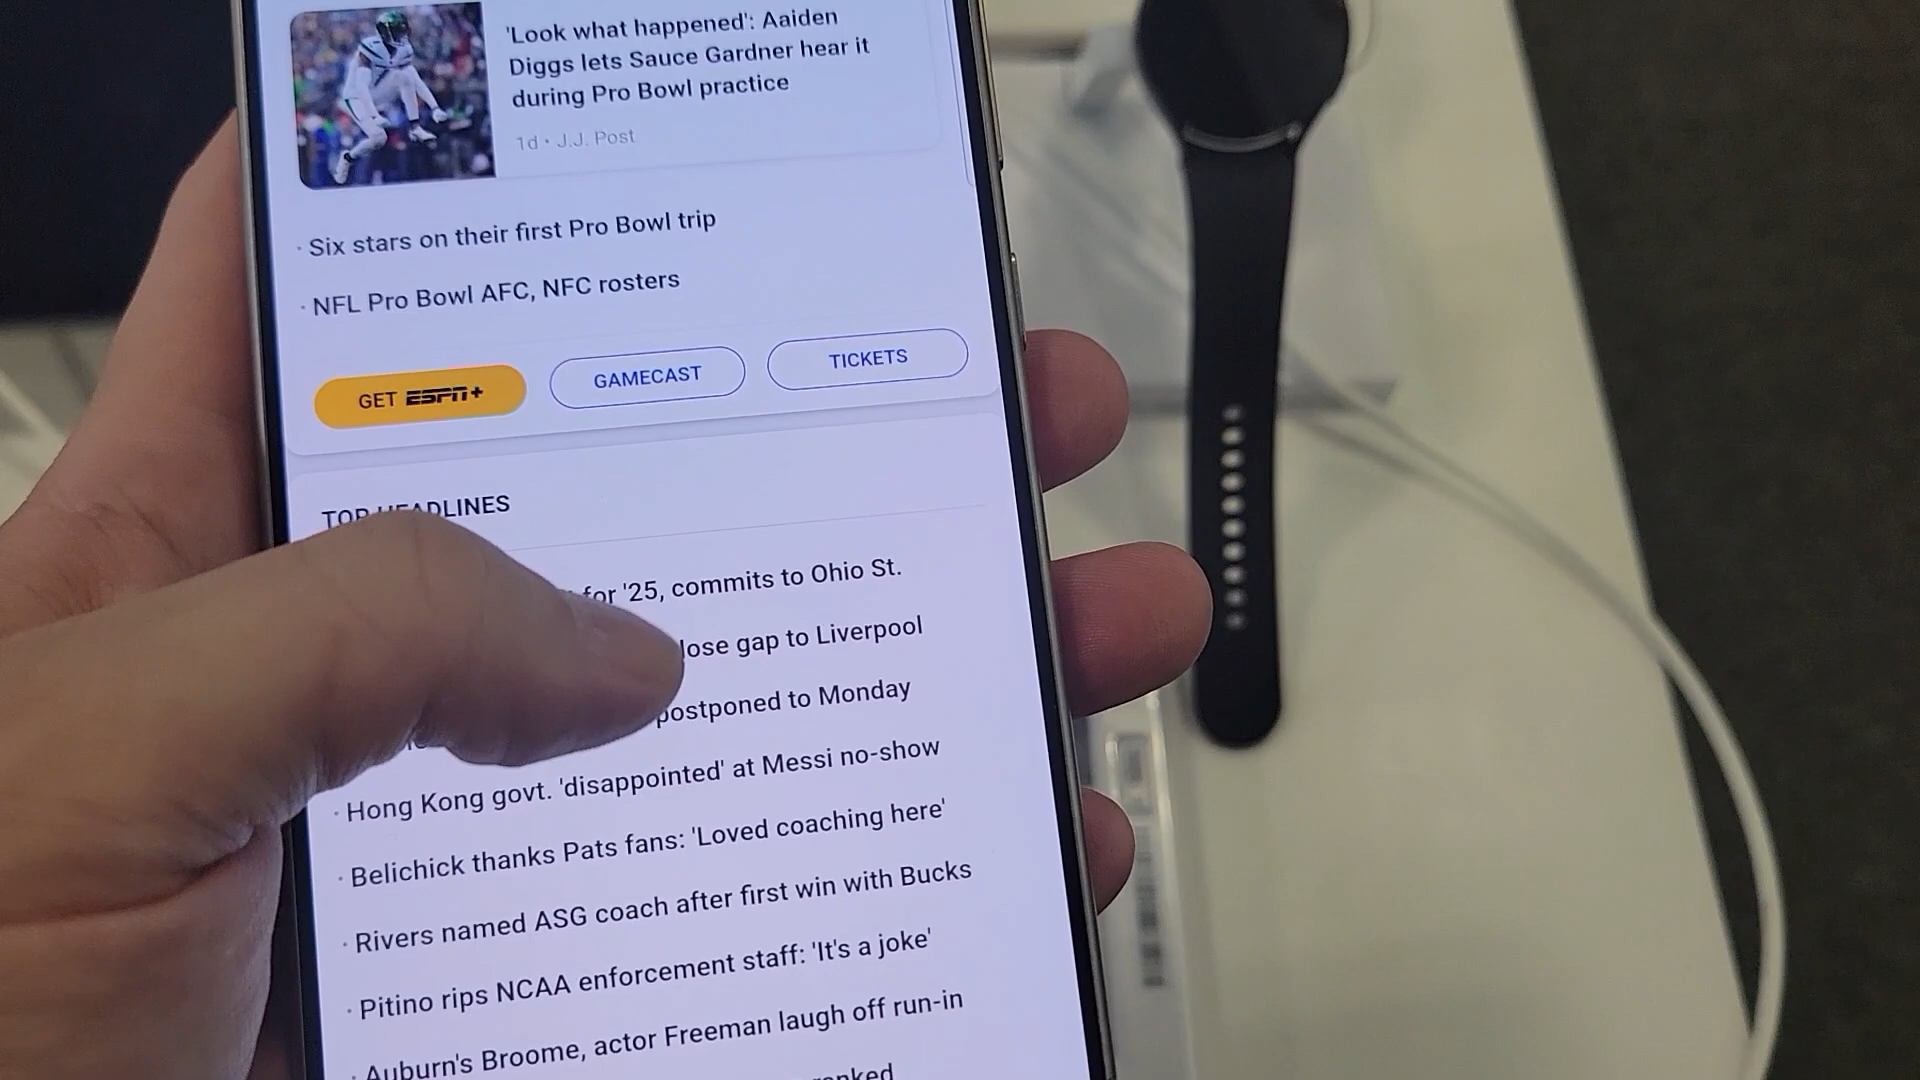 'Look what happened': Aaiden
Diggs lets Sauce Gardner hear it
during Pro Bowl practice
1d • J.J. Post
· Six stars on their first Pro Bowl trip
· NFL Pro Bowl AFC, NFC rosters
GET ESPN+
GAMECAST
TICKETS
TOP HEADLINES
for '25, commits to Ohio St.
gap to Liverpool
postponed to Monday
· Hong Kong govt. 'disappointed' at Messi no-show
· Belichick thanks Pats fans: 'Loved coaching here'
· Rivers named ASG coach after first win with Bucks
· Pitino rips NCAA enforcement staff: 'It's a joke'
· Auburn's Broome, actor Freeman laugh off run-in